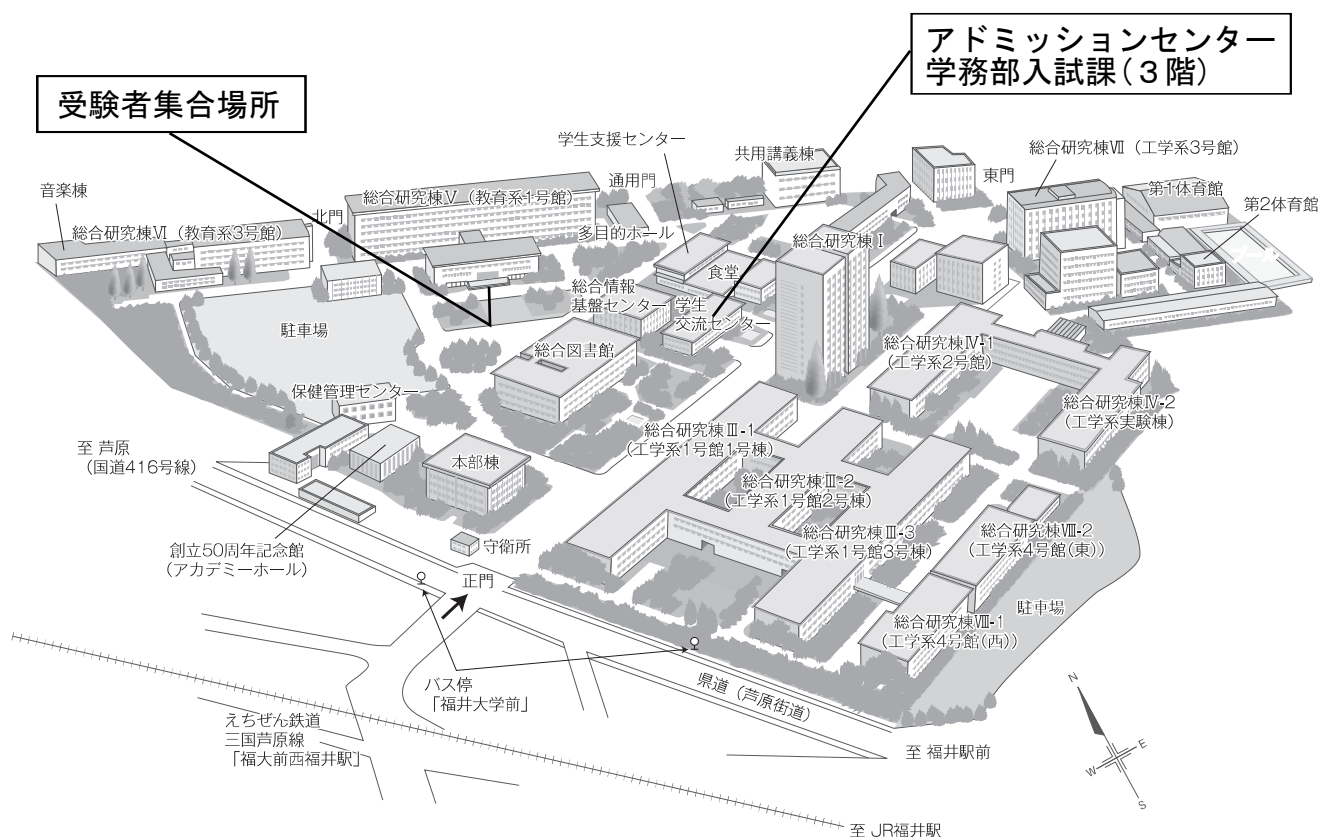 アドミッションセンター
学務部入試課(3階)
受験者集合場所
学生支援センター
共用講義棟
総合研究棟Ⅶ（工学系3号館）
東門
第1体育館
第2体育館
プール
音楽棟
総合研究棟Ⅴ（教育系1号館）
通用門
北門
総合研究棟Ⅵ（教育系3号館）
多目的ホール
総合研究棟Ⅰ
食堂
総合情報
基盤センター
学生
交流センター
駐車場
総合図書館
総合研究棟Ⅳ-1
(工学系2号館)
保健管理センター
総合研究棟Ⅳ-2
(工学系実験棟)
総合研究棟Ⅲ-1
(工学系1号館1号棟)
至 芦原
(国道416号線)
本部棟
総合研究棟Ⅲ-2
(工学系1号館2号棟)
総合研究棟Ⅲ-3
(工学系1号館3号棟)
総合研究棟Ⅷ-2
(工学系4号館(東))
創立50周年記念館
(アカデミーホール)
守衛所
正門
駐車場
総合研究棟Ⅷ-1
(工学系4号館(西))
バス停
「福井大学前」
県道（芦原街道）
えちぜん鉄道
三国芦原線
「福大前西福井駅」
至 福井駅前
N
E
W
S
至 JR福井駅